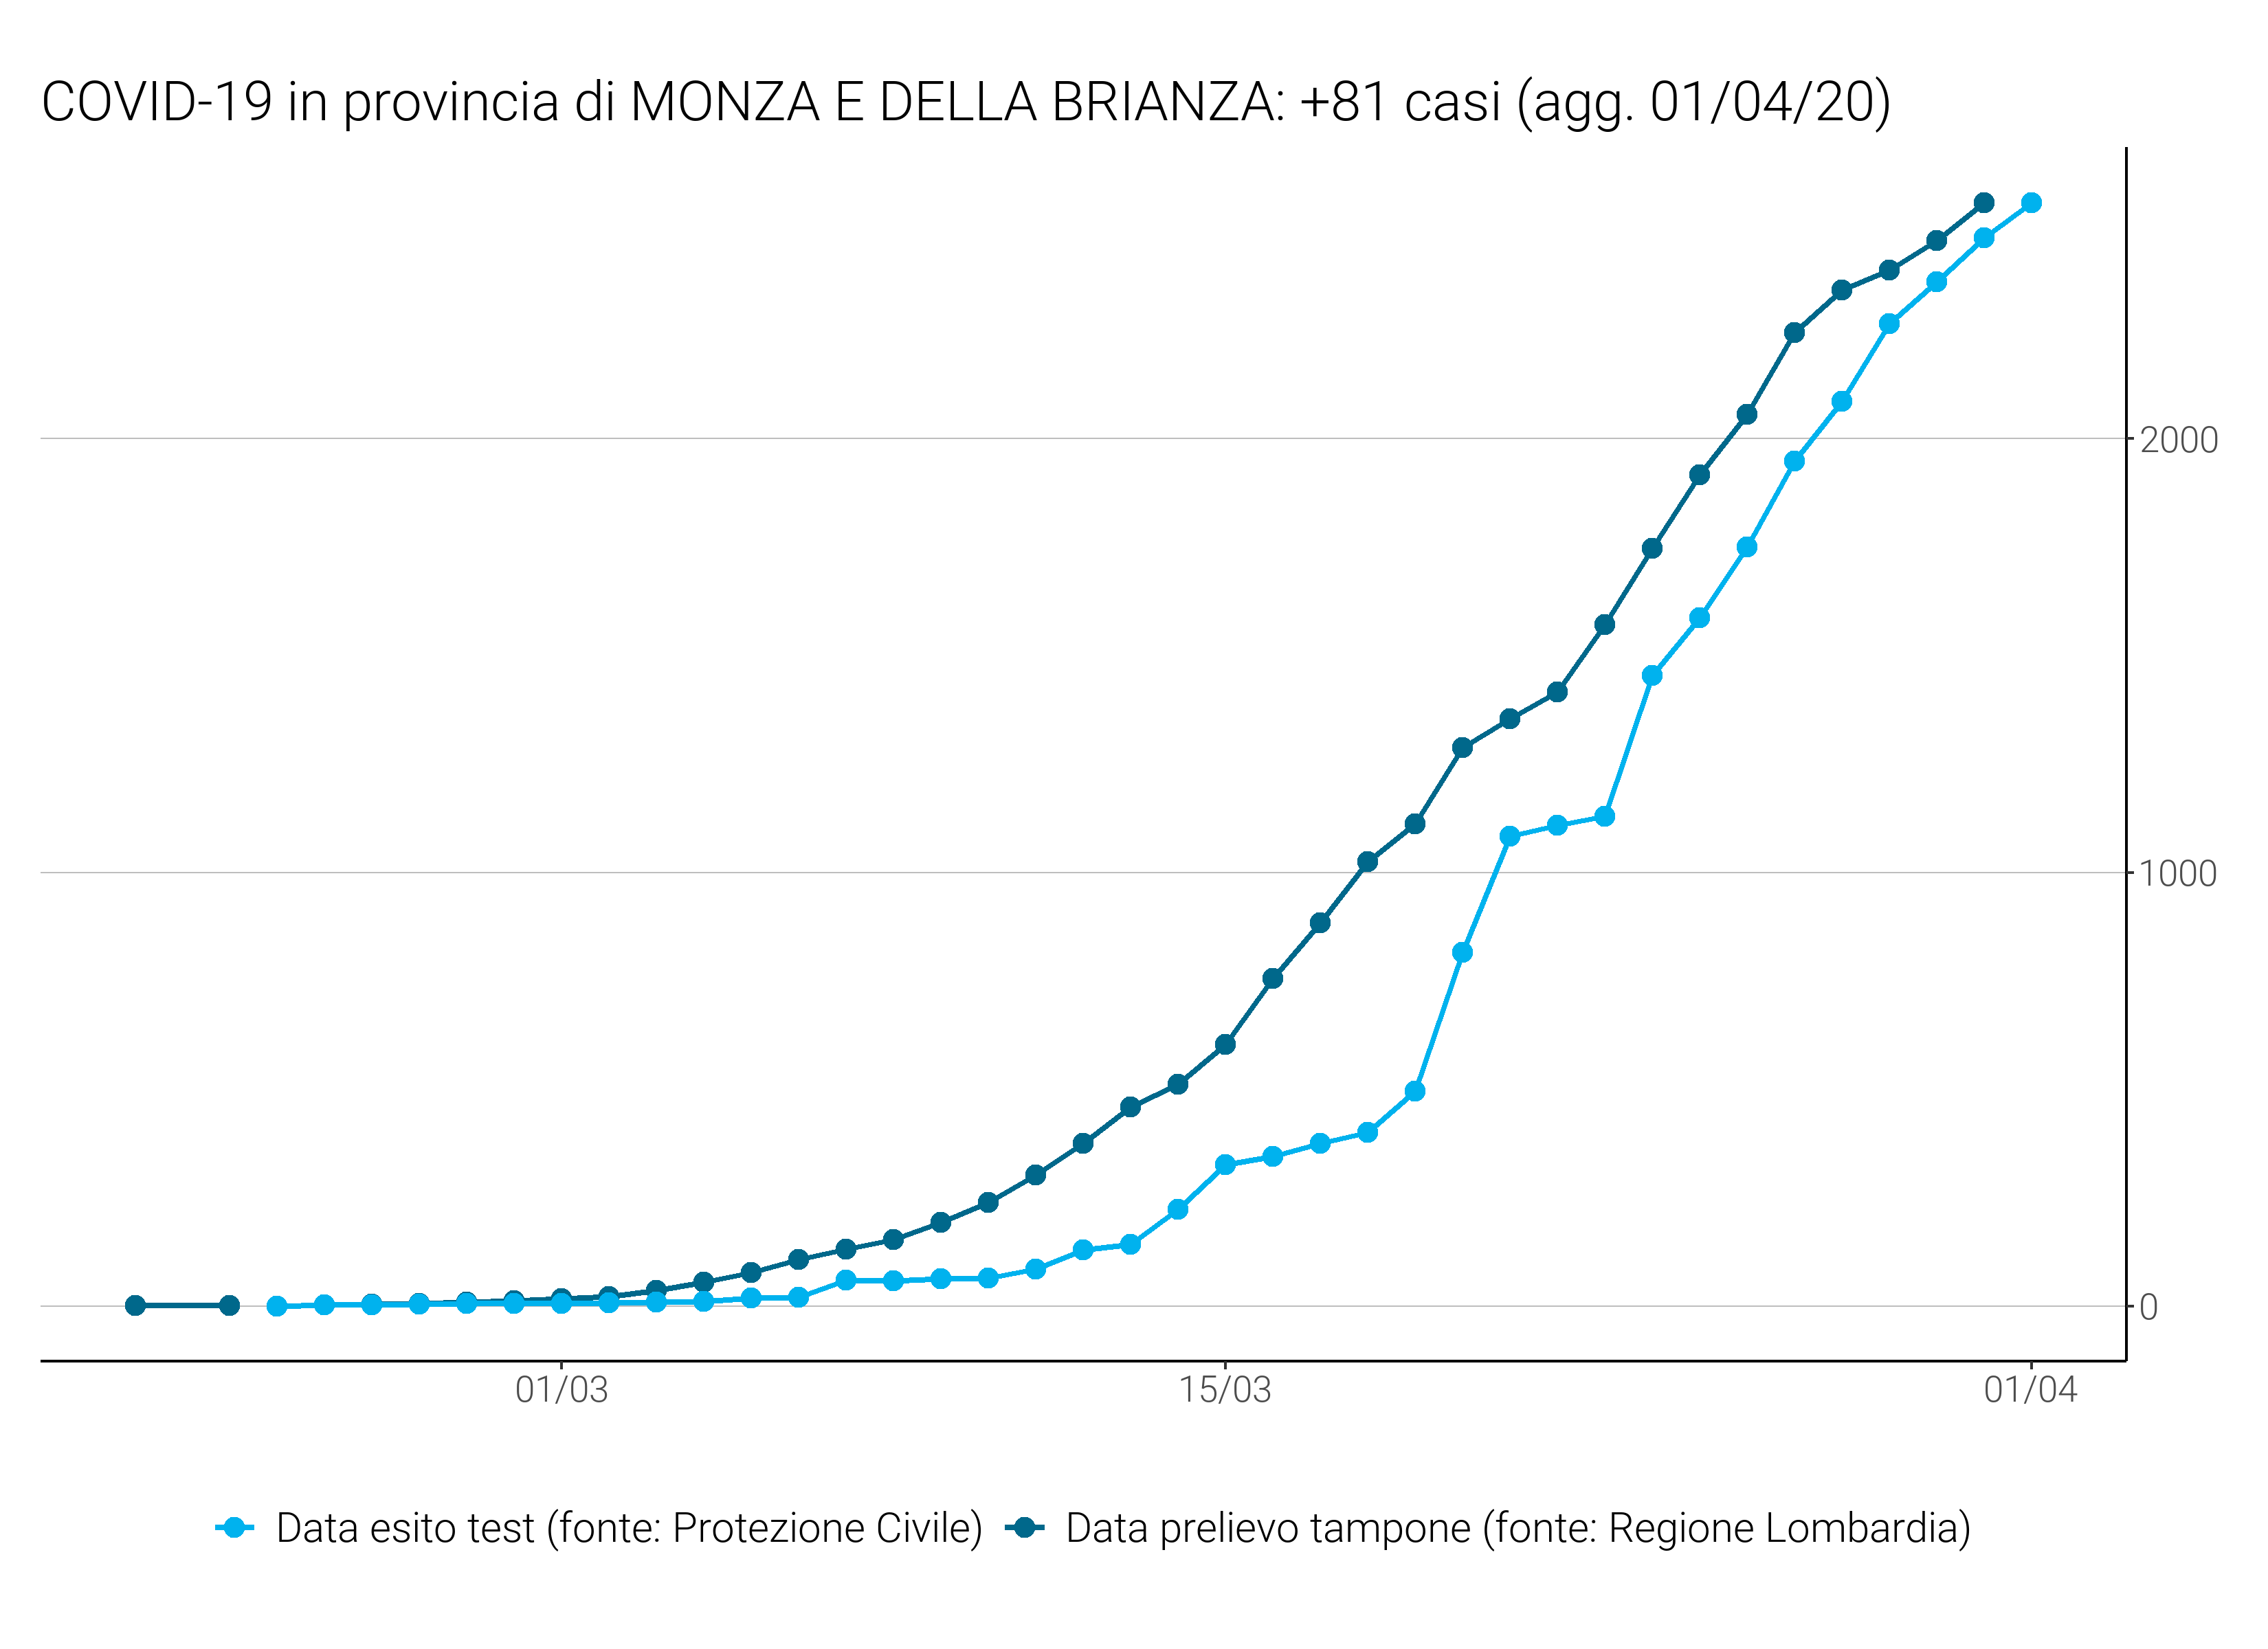 COVID-19 in provincia di MONZA E DELLA BRIANZA: +81 casi (agg. 01/04/20)
2000
1000
0
01/03 15/03 01/04
Data esito test (fonte: Protezione Civile) Data prelievo tampone (fonte: Regione Lombardia)